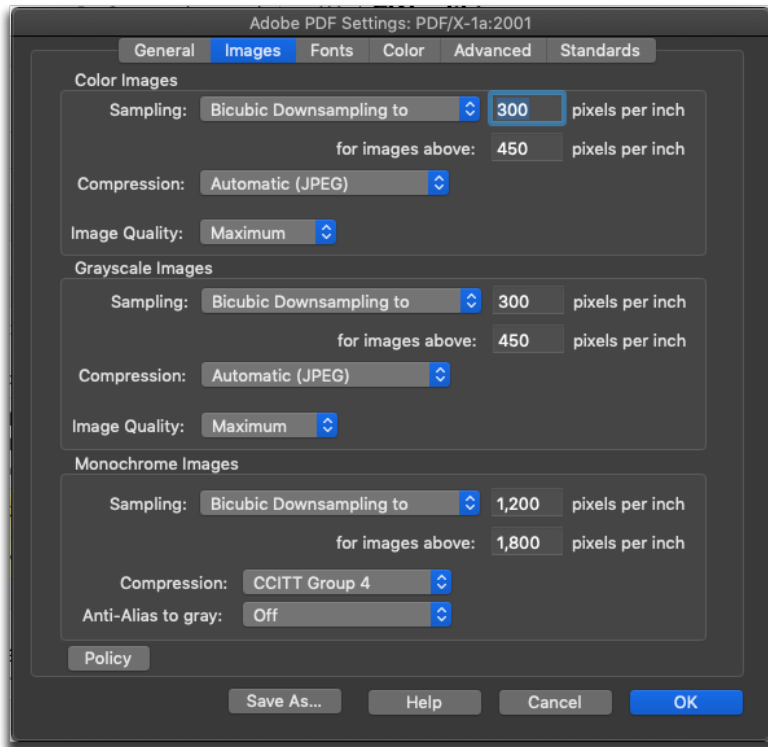 Adobe PDF Settings: PDF/X-1a:2001
General Images Fonts Color Advanced Standards
Color Images
Sampling: Bicubic Downsampling to 300 pixels per inch
for images above: 450 pixels per inch
Compression: Automatic (JPEG)
Image Quality: Maximum
Grayscale Images
Sampling: Bicubic Downsampling to 300 pixels per inch
for images above: 450 pixels per inch
Compression: Automatic (JPEG)
Image Quality: Maximum
Monochrome Images
Sampling: Bicubic Downsampling to 1,200 pixels per inch
for images above: 1,800 pixels per inch
Compression: CCITT Group 4
Anti-Alias to gray: Off
Policy
Save As... Help Cancel OK